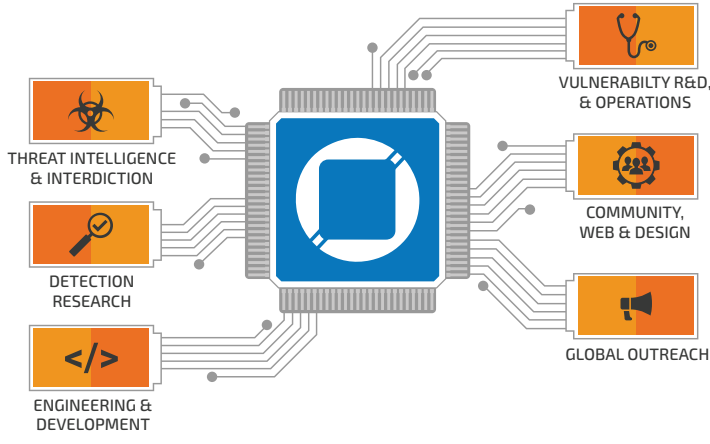 VULNERABILTY R&D,
& OPERATIONS
THREAT INTELLIGENCE
& INTERDICTION
COMMUNITY,
WEB & DESIGN
DETECTION
RESEARCH
GLOBAL OUTREACH
</>
ENGINEERING &
DEVELOPMENT